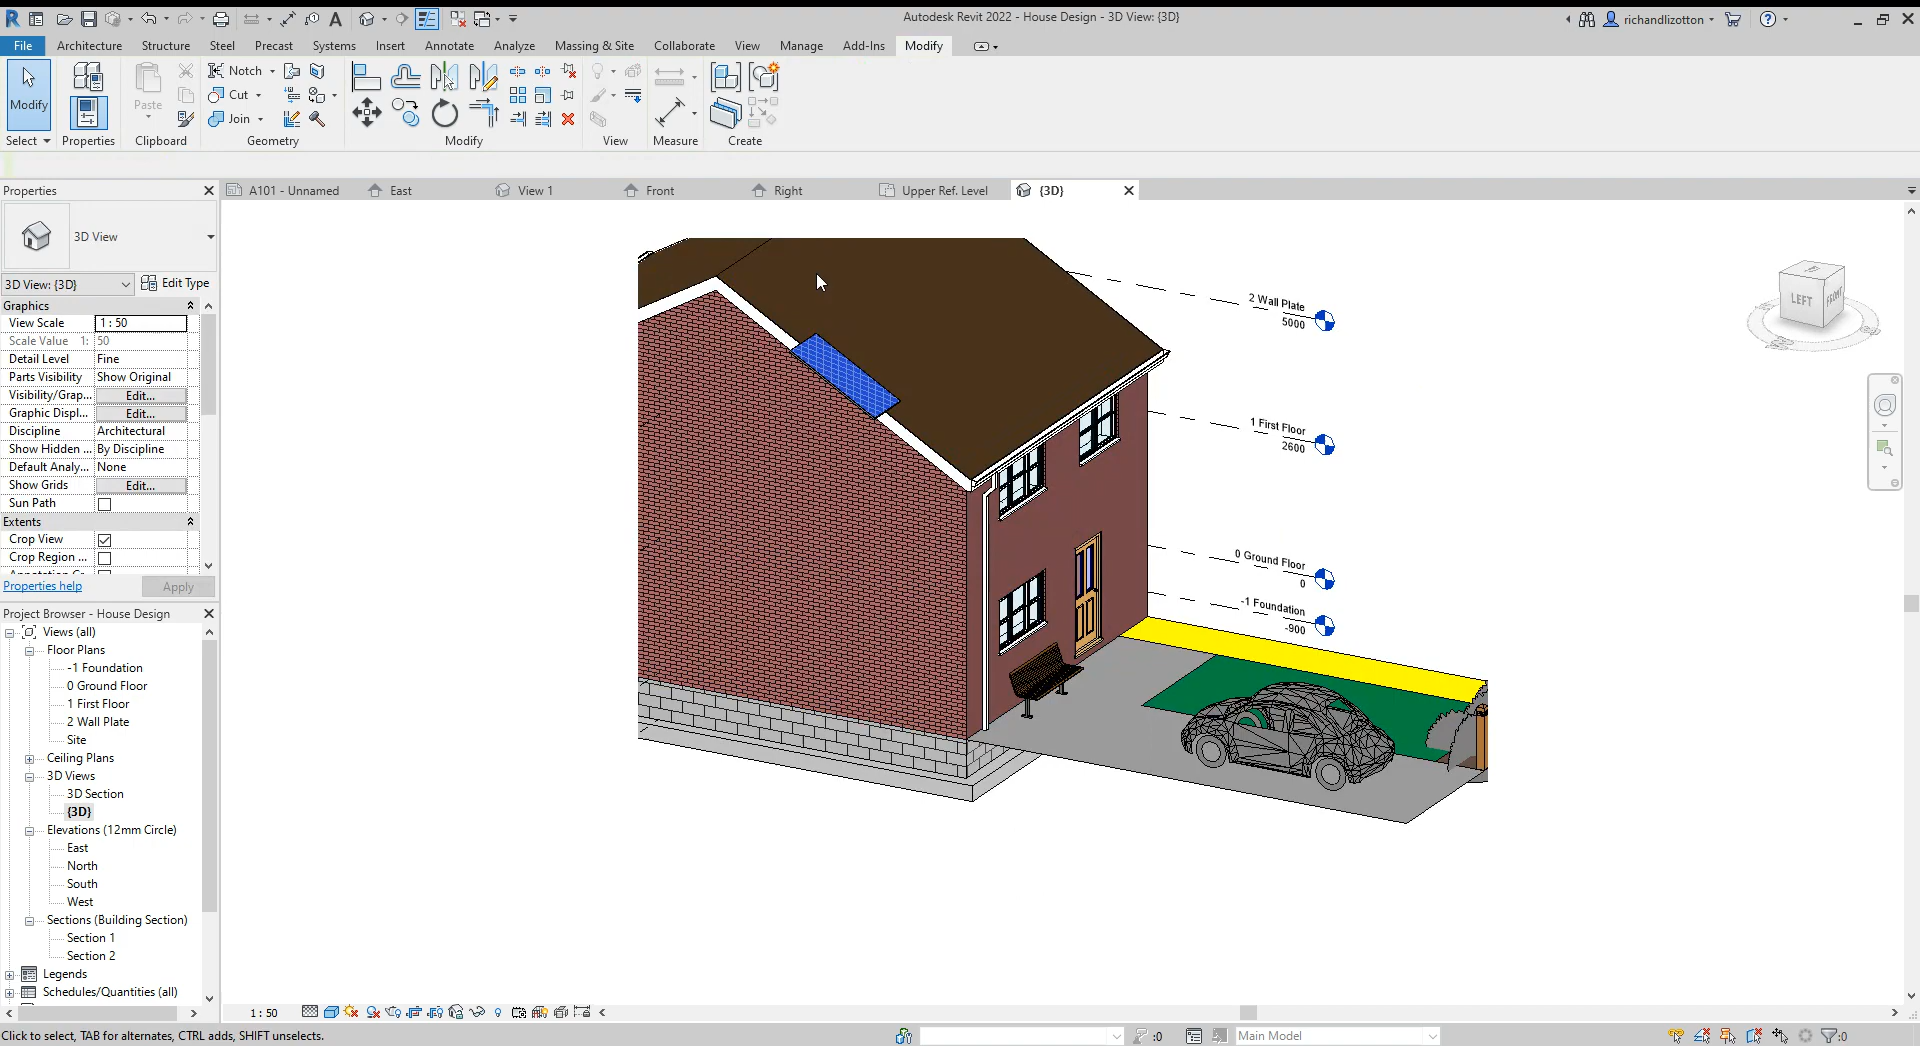 Autodesk Revit 2022 - House Design - 3D View: {3D}
richandlizotton
File Architecture Structure Steel Precast Systems Insert Annotate Analyze Massing & Site Collaborate View Manage Add-Ins Modify
Modify
Paste
Notch
Cut
Join
Select Properties Clipboard Geometry Modify View Measure Create
Properties
A101 - Unnamed East View 1 Front Right Upper Ref. Level {3D}
3D View
3D View: {3D} Edit Type
Graphics
View Scale 1 : 50
Scale Value 1: 50
Detail Level Fine
Parts Visibility Show Original
Visibility/Grap... Edit...
Graphic Displ... Edit...
Discipline Architectural
Show Hidden ... By Discipline
Default Analy... None
Show Grids Edit...
Sun Path
Extents
Crop View
Crop Region ...
Properties help Apply
Project Browser - House Design
Views (all)
Floor Plans
-1 Foundation
0 Ground Floor
1 First Floor
2 Wall Plate
Site
Ceiling Plans
3D Views
3D Section
{3D}
Elevations (12mm Circle)
East
North
South
West
Sections (Building Section)
Section 1
Section 2
Legends
Schedules/Quantities (all)
2 Wall Plate
5000
1 First Floor
2600
0 Ground Floor
0
-1 Foundation
-900
LEFT FRONT
1 : 50
Click to select, TAB for alternates, CTRL adds, SHIFT unselects.
:0
Main Model
:0